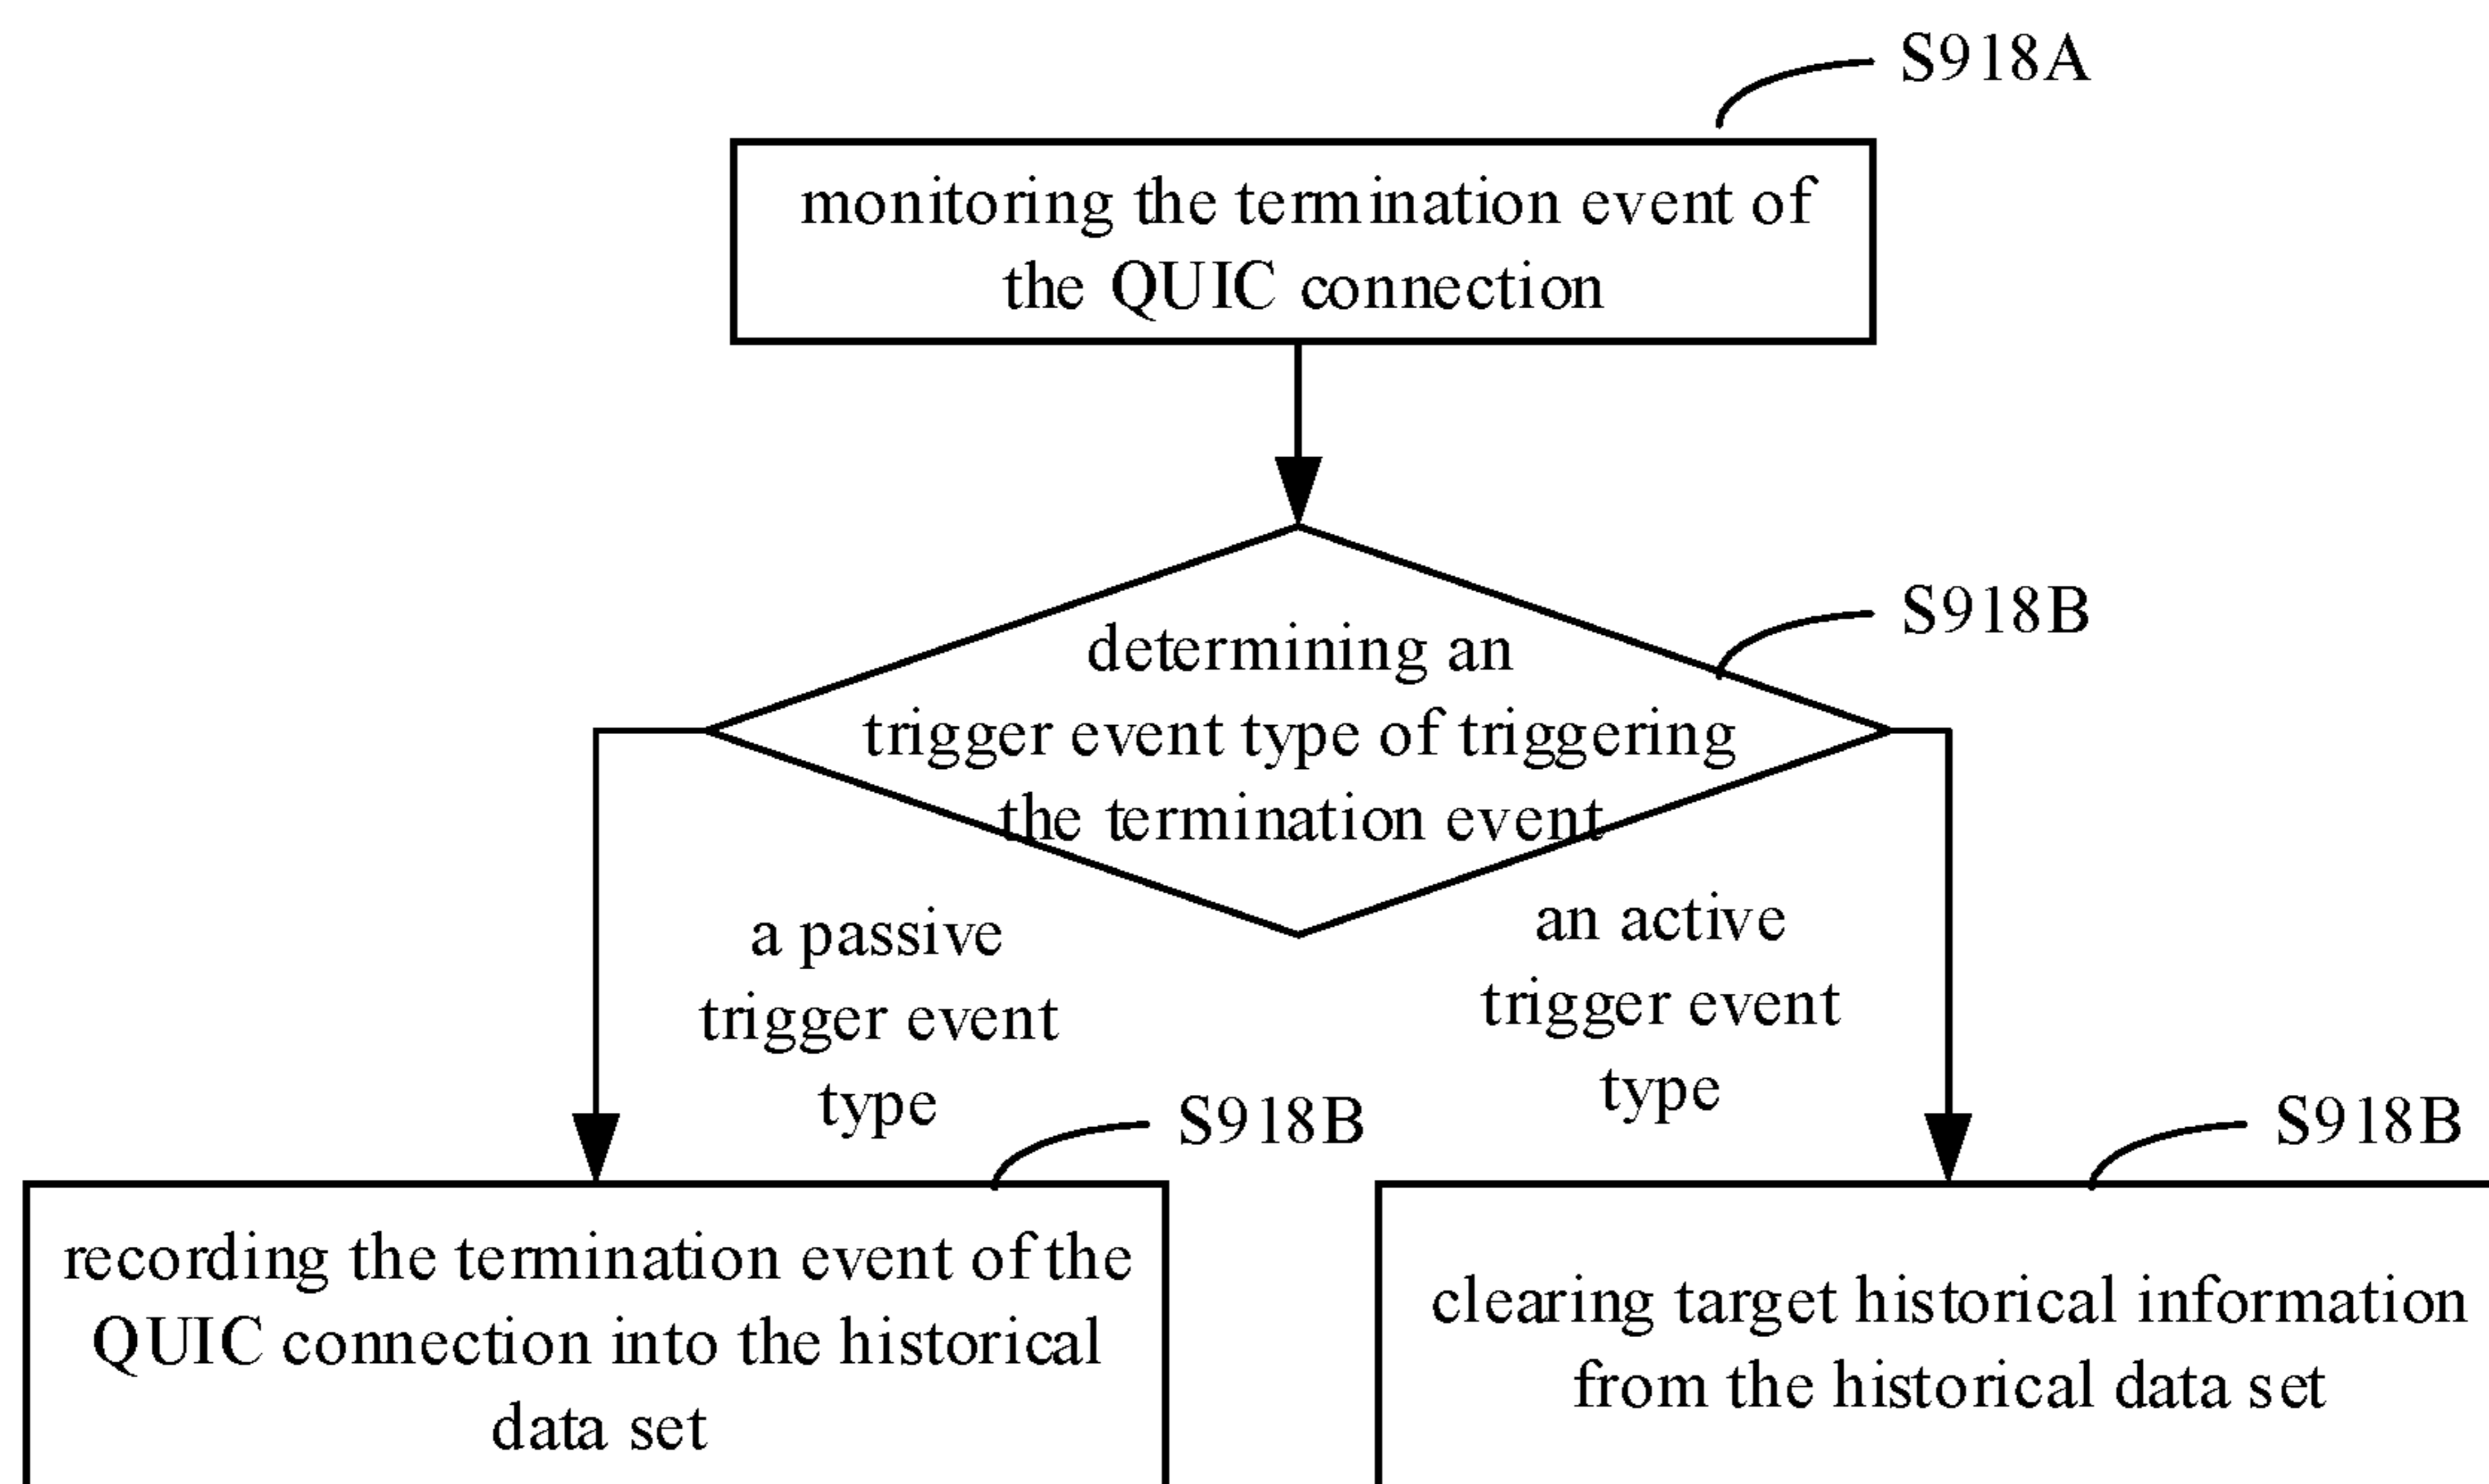 S918A
monitoring the termination event of
the QUIC connection
S918B
determining an
trigger event type of triggering
the termination event
a passive
trigger event
type
an active
trigger event
type
S918B
S918B
recording the termination event of the
QUIC connection into the historical
data set
clearing target historical information
from the historical data set